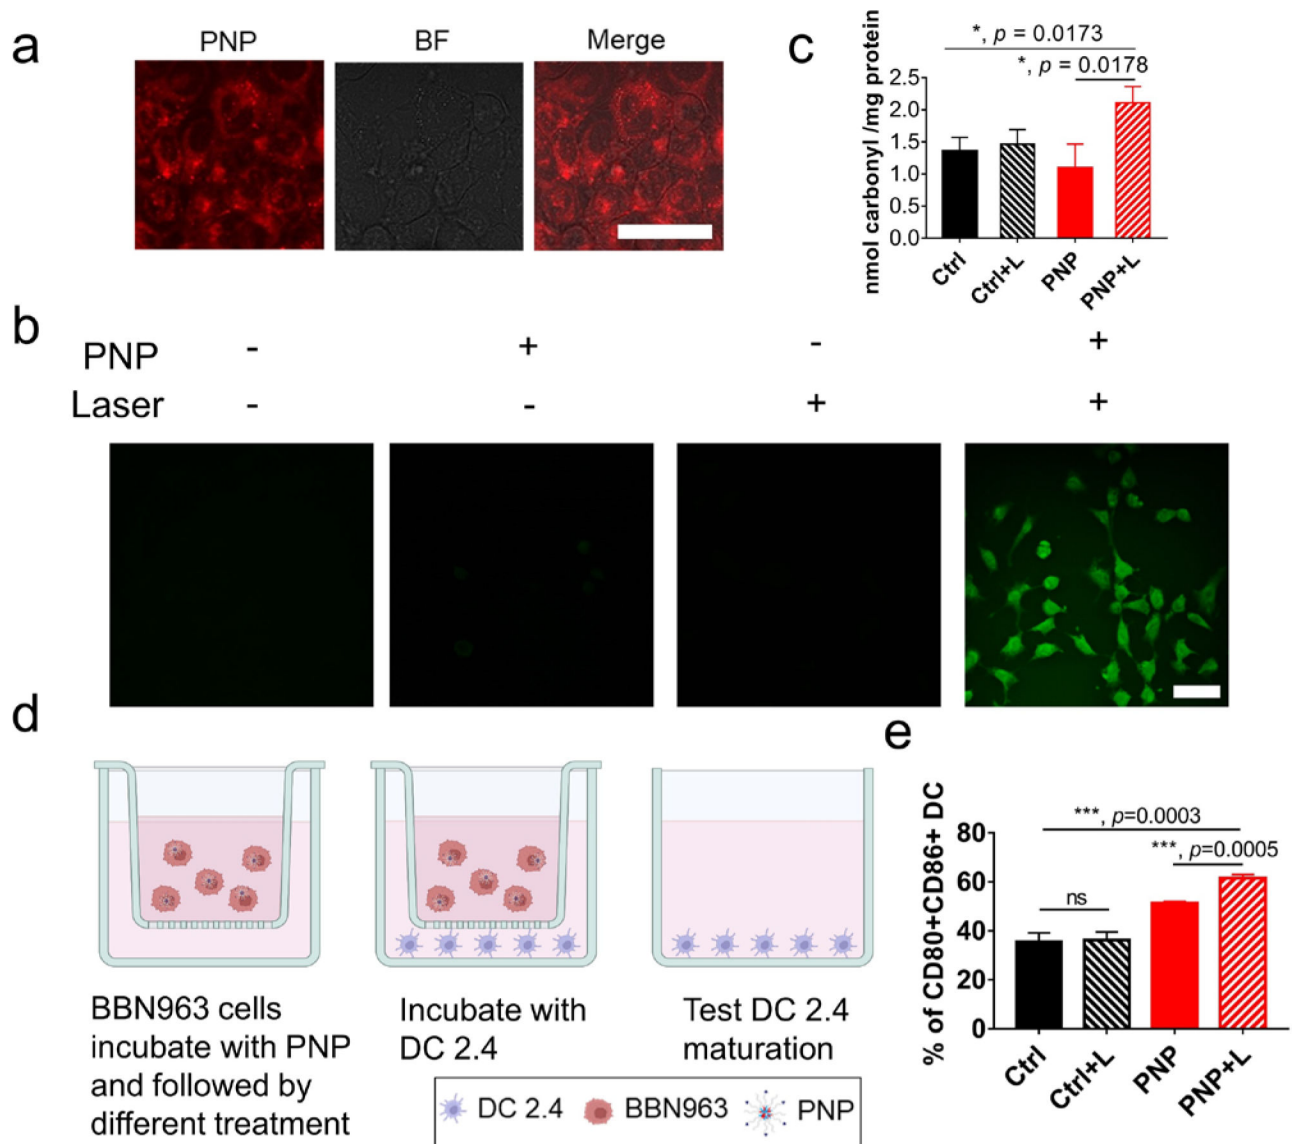 a
PNP
BF
Merge
c
*, p = 0.0173
*, p = 0.0178
nmol carbonyl /mg protein
2.5
2.0
1.5
1.0
0.5
0.0
Ctrl
Ctrl+L
PNP
PNP+L
b
PNP - + - +
Laser - - + +
d
BBN963 cells
incubate with PNP
and followed by
different treatment
Incubate with
DC 2.4
Test DC 2.4
maturation
DC 2.4
BBN963
PNP
e
***, p=0.0003
***, p=0.0005
ns
% of CD80+CD86+ DC
80
60
40
20
0
Ctrl
Ctrl+L
PNP
PNP+L